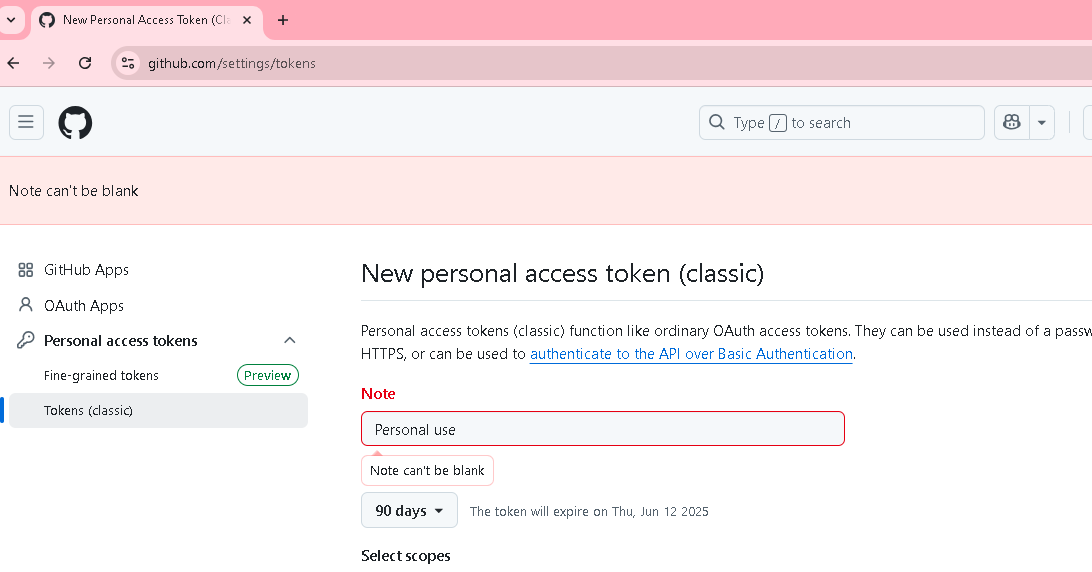 New Personal Access Token (Cla
github.com/settings/tokens
Type / to search
Note can't be blank
GitHub Apps
OAuth Apps
Personal access tokens
Fine-grained tokens
Preview
Tokens (classic)
New personal access token (classic)
Personal access tokens (classic) function like ordinary OAuth access tokens. They can be used instead of a passw
HTTPS, or can be used to authenticate to the API over Basic Authentication.
Note
Personal use
Note can't be blank
90 days
The token will expire on Thu, Jun 12 2025
Select scopes